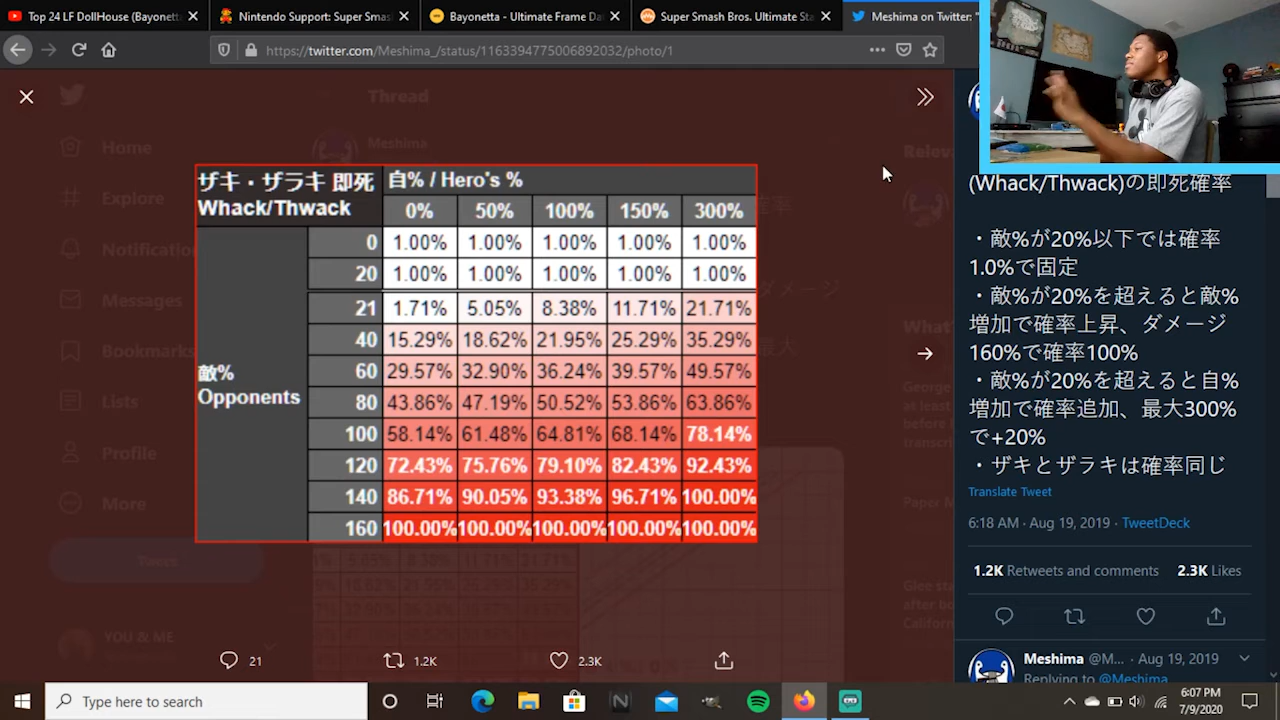 Top 24 LF DollHouse (Bayonetta
Nintendo Support: Super Smas
Bayonetta - Ultimate Frame Da
Super Smash Bros. Ultimate Sta
Meshima on Twitter: "
https://twitter.com/Meshima_/status/1163394775006892032/photo/1
Thread
Home
Meshima
Explore
Notification
Messages
Bookmarks
Lists
Profile
More
Tweet
YOU & ME
ザキ・ザラキ 即死 自% / Hero's %
Whack/Thwack 0% 50% 100% 150% 300%
0 1.00% 1.00% 1.00% 1.00% 1.00%
20 1.00% 1.00% 1.00% 1.00% 1.00%
21 1.71% 5.05% 8.38% 11.71% 21.71%
40 15.29% 18.62% 21.95% 25.29% 35.29%
60 29.57% 32.90% 36.24% 39.57% 49.57%
敵%
Opponents
80 43.86% 47.19% 50.52% 53.86% 63.86%
100 58.14% 61.48% 64.81% 68.14% 78.14%
120 72.43% 75.76% 79.10% 82.43% 92.43%
140 86.71% 90.05% 93.38% 96.71% 100.00%
160 100.00% 100.00% 100.00% 100.00% 100.00%
21 1.2K 2.3K
(Whack/Thwack)の即死確率
・敵%が20%以下では確率
1.0%で固定
・敵%が20%を超えると敵%
増加で確率上昇、ダメージ
160%で確率100%
・敵%が20%を超えると自%
増加で確率追加、最大300%
で+20%
・ザキとザラキは確率同じ
Translate Tweet
6:18 AM · Aug 19, 2019 · TweetDeck
1.2K Retweets and comments 2.3K Likes
Meshima @M... · Aug 19, 2019
Replying to @Meshima_
Type here to search
6:07 PM
7/9/2020